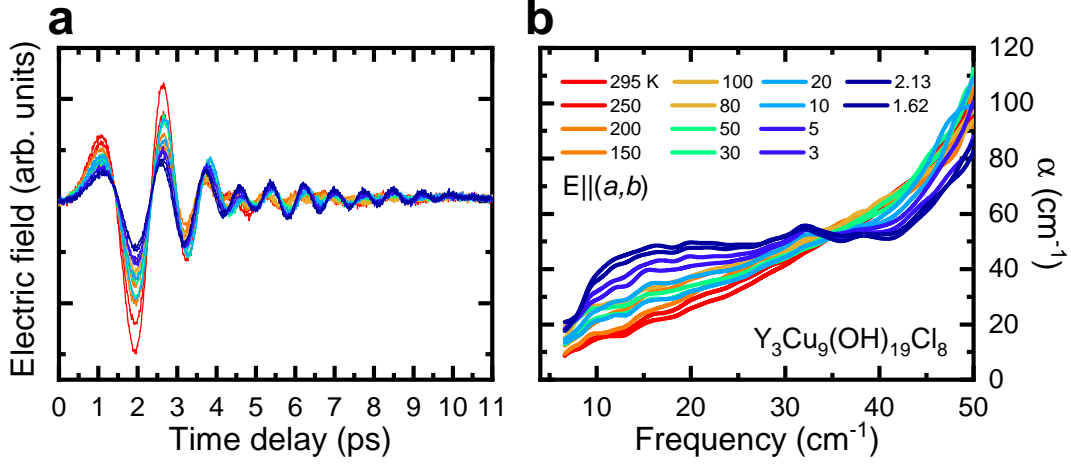 a
b
Electric field (arb. units)
0 1 2 3 4 5 6 7 8 9 10 11
Time delay (ps)
295 K 100 20 2.13
250 80 10 1.62
200 50 5
150 30 3
E||(a,b)
Y3Cu9(OH)19Cl8
120
100
80
60
40
20
0
α (cm-1)
10 20 30 40 50
Frequency (cm-1)